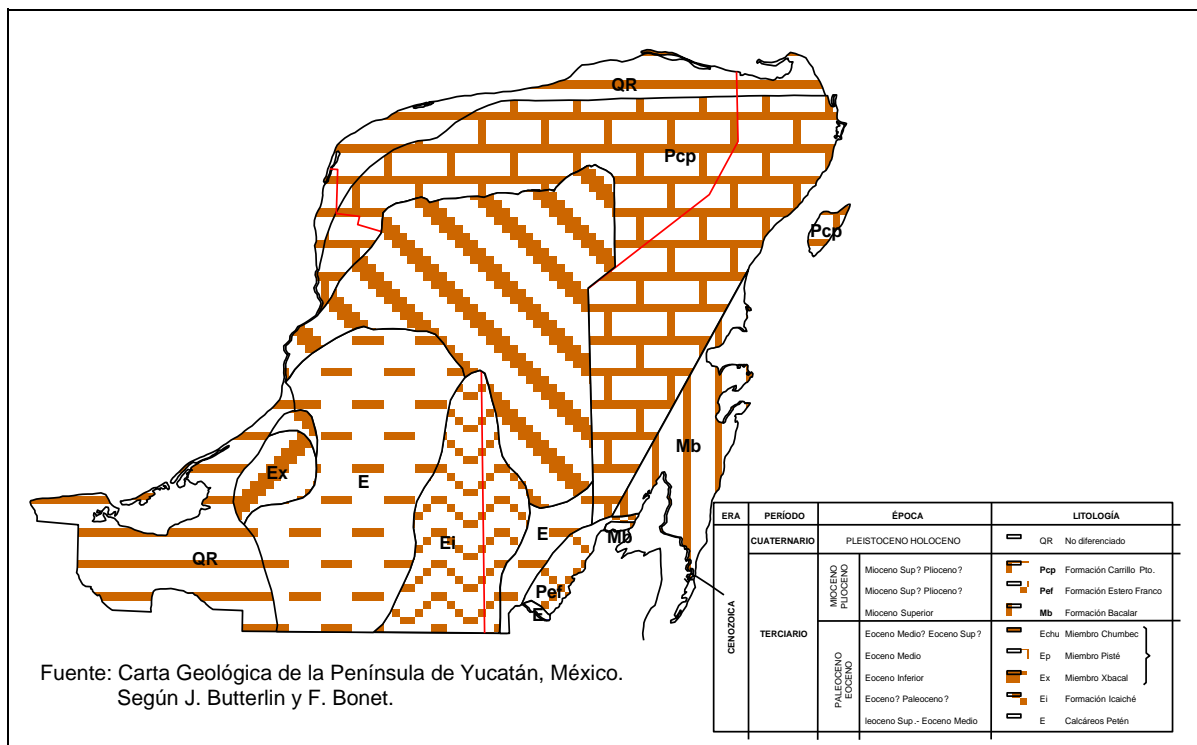 QR
Pcp
Pcp
Ex
E
Mb
Ei
E
Mb
QR
Pef
E
Fuente: Carta Geológica de la Península de Yucatán, México.
Según J. Butterlin y F. Bonet.
ERA PERÍODO ÉPOCA LITOLOGÍA
CUATERNARIO PLEISTOCENO HOLOCENO QR No diferenciado
CENOZOICA
TERCIARIO
MIOCENO PLIOCENO
Mioceno Sup? Plioceno? Pcp Formación Carrillo Pto.
Mioceno Sup? Plioceno? Pef Formación Estero Franco
Mioceno Superior Mb Formación Bacalar
PALEOCENO EOCENO
Eoceno Medio? Eoceno Sup? Echu Miembro Chumbec
Eoceno Medio Ep Miembro Pisté
Eoceno Inferior Ex Miembro Xbacal
Eoceno? Paleoceno? Ei Formación Icaiché
leoceno Sup.- Eoceno Medio E Calcáreos Petén